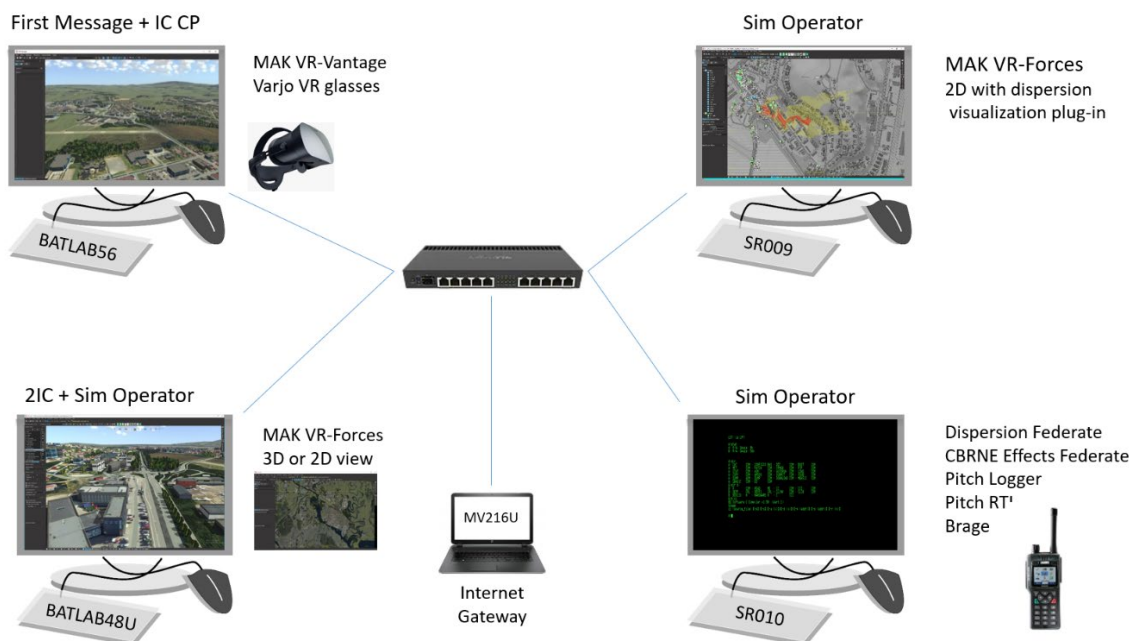 First Message + IC CP
MAK VR-Vantage
Varjo VR glasses
BATLAB56
Sim Operator
MAK VR-Forces
2D with dispersion
visualization plug-in
SR009
2IC + Sim Operator
MAK VR-Forces
3D or 2D view
BATLAB48U
MV216U
Internet
Gateway
Sim Operator
Dispersion Federate
CBRNE Effects Federate
Pitch Logger
Pitch RT'
Brage
SR010